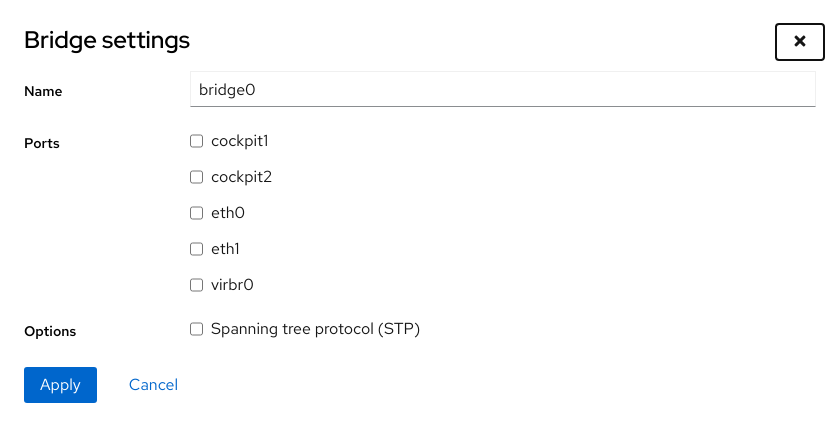 Bridge settings
Name bridge0
Ports cockpit1
cockpit2
eth0
eth1
virbr0
Options Spanning tree protocol (STP)
Apply Cancel